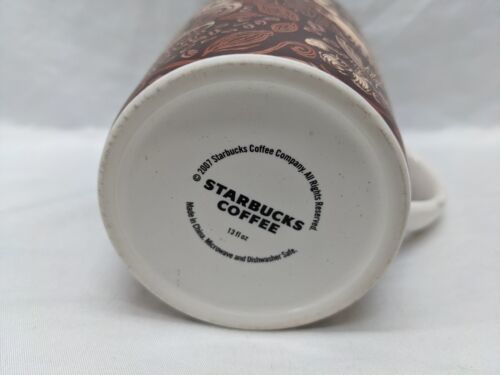 © 2007 Starbucks Coffee Company. All Rights Reserved.
STARBUCKS
COFFEE
13 fl oz
Made in China. Microwave and Dishwasher Safe.